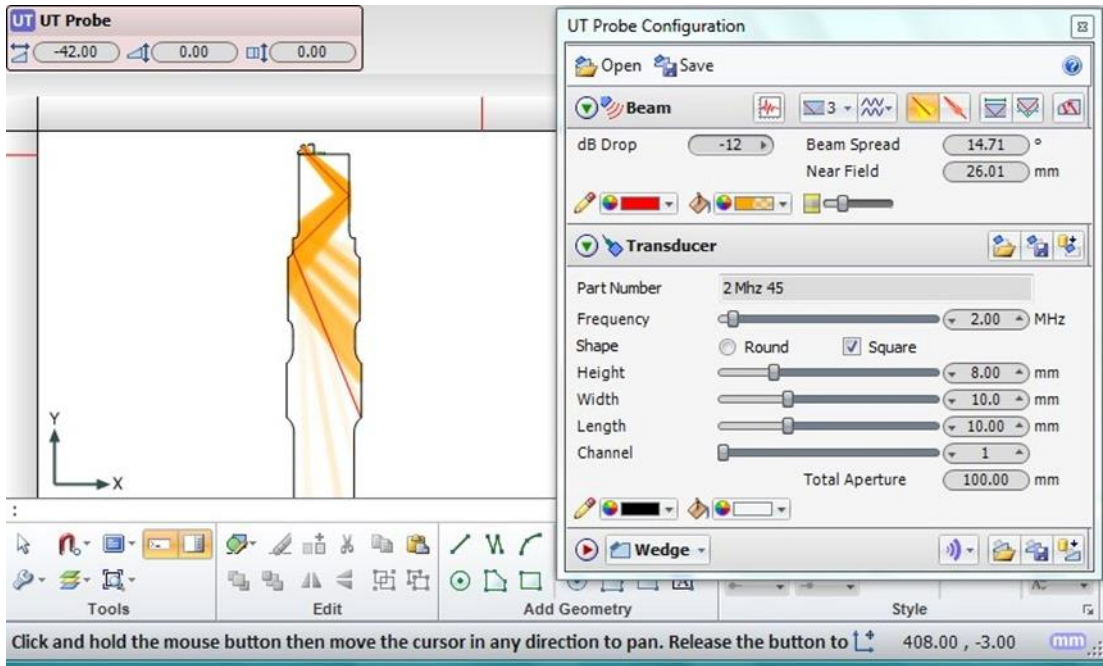 UT UT Probe
-42.00 0.00 0.00
UT Probe Configuration
Open Save
Beam 3
dB Drop -12 Beam Spread 14.71 °
Near Field 26.01 mm
Transducer
Part Number 2 Mhz 45
Frequency 2.00 MHz
Shape Round Square
Height 8.00 mm
Width 10.0 mm
Length 10.00 mm
Channel 1
Total Aperture 100.00 mm
Wedge
Y
X
:
Tools Edit Add Geometry Style
Click and hold the mouse button then move the cursor in any direction to pan. Release the button to 408.00 , -3.00 mm